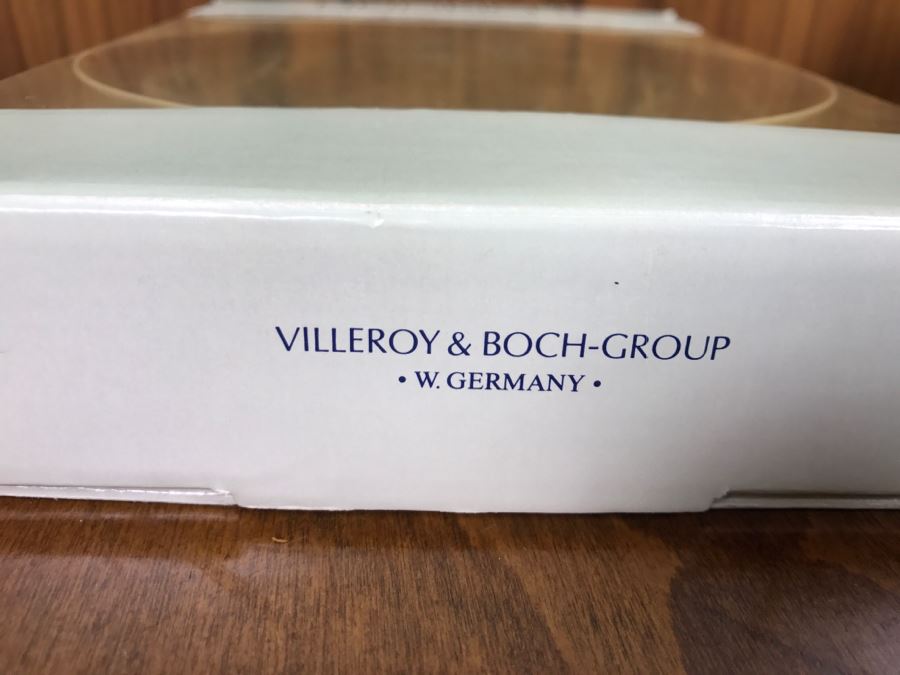 VILLEROY & BOCH-GROUP
• W. GERMANY •